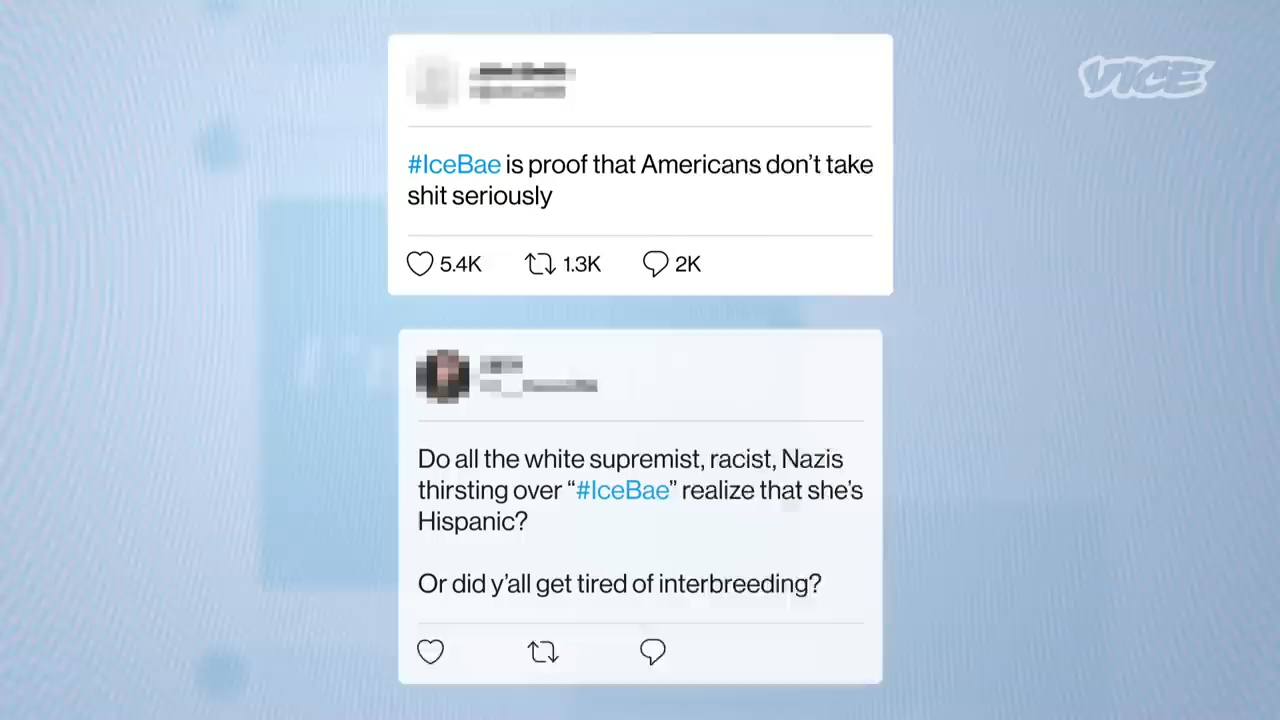 VICE
#IceBae is proof that Americans don’t take
shit seriously
5.4K 1.3K 2K
Do all the white supremist, racist, Nazis
thirsting over “#IceBae” realize that she’s
Hispanic?
Or did y’all get tired of interbreeding?